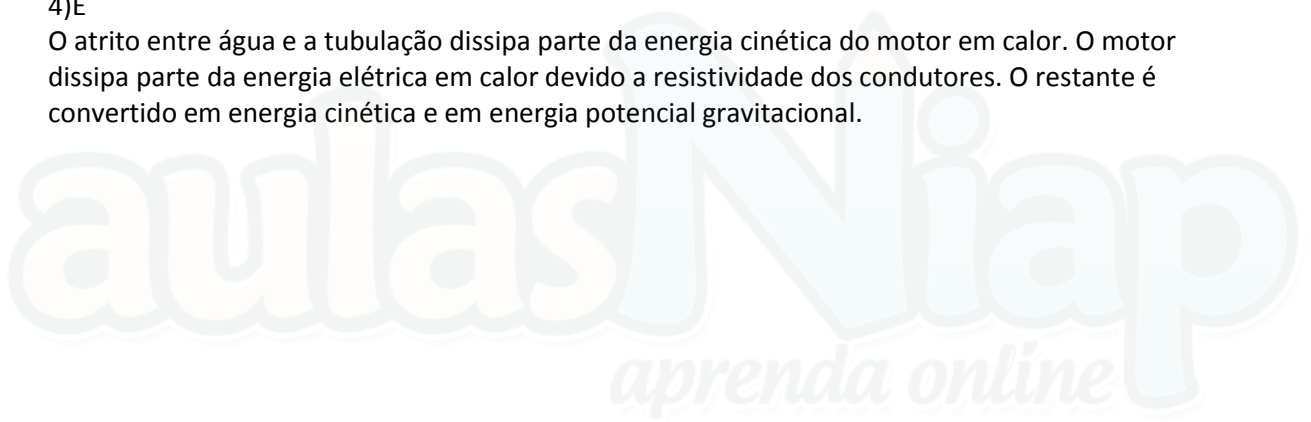 4)E
O atrito entre água e a tubulação dissipa parte da energia cinética do motor em calor. O motor
dissipa parte da energia elétrica em calor devido a resistividade dos condutores. O restante é
convertido em energia cinética e em energia potencial gravitacional.
aulasNiap
aprenda online